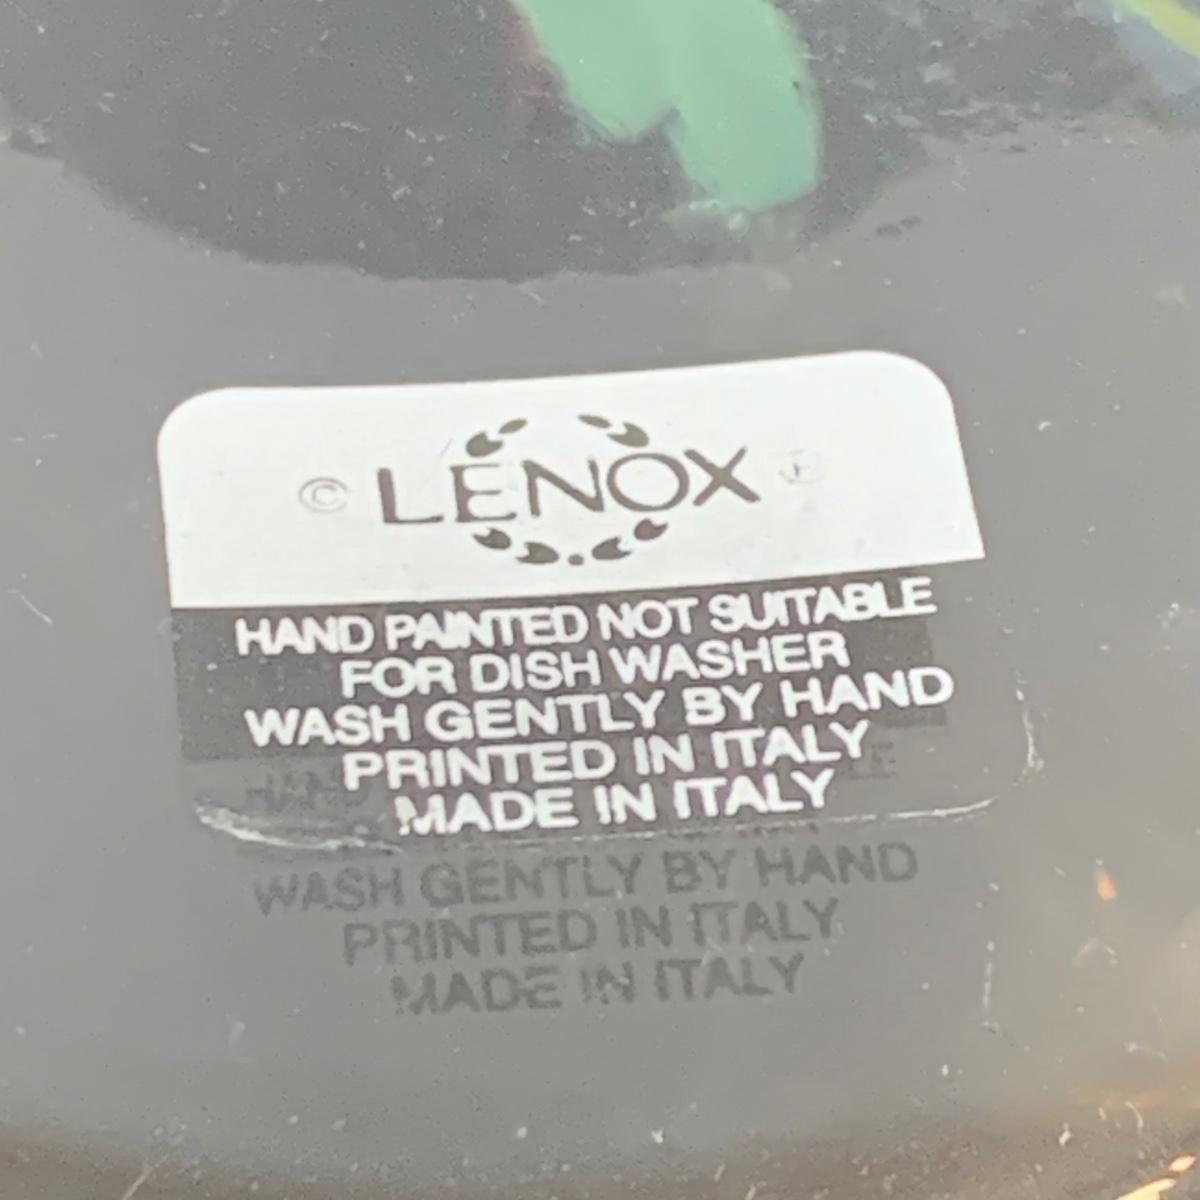 © LENOX
HAND PAINTED NOT SUITABLE
FOR DISH WASHER
WASH GENTLY BY HAND
PRINTED IN ITALY
MADE IN ITALY
WASH GENTLY BY HAND
PRINTED IN ITALY
MADE IN ITALY